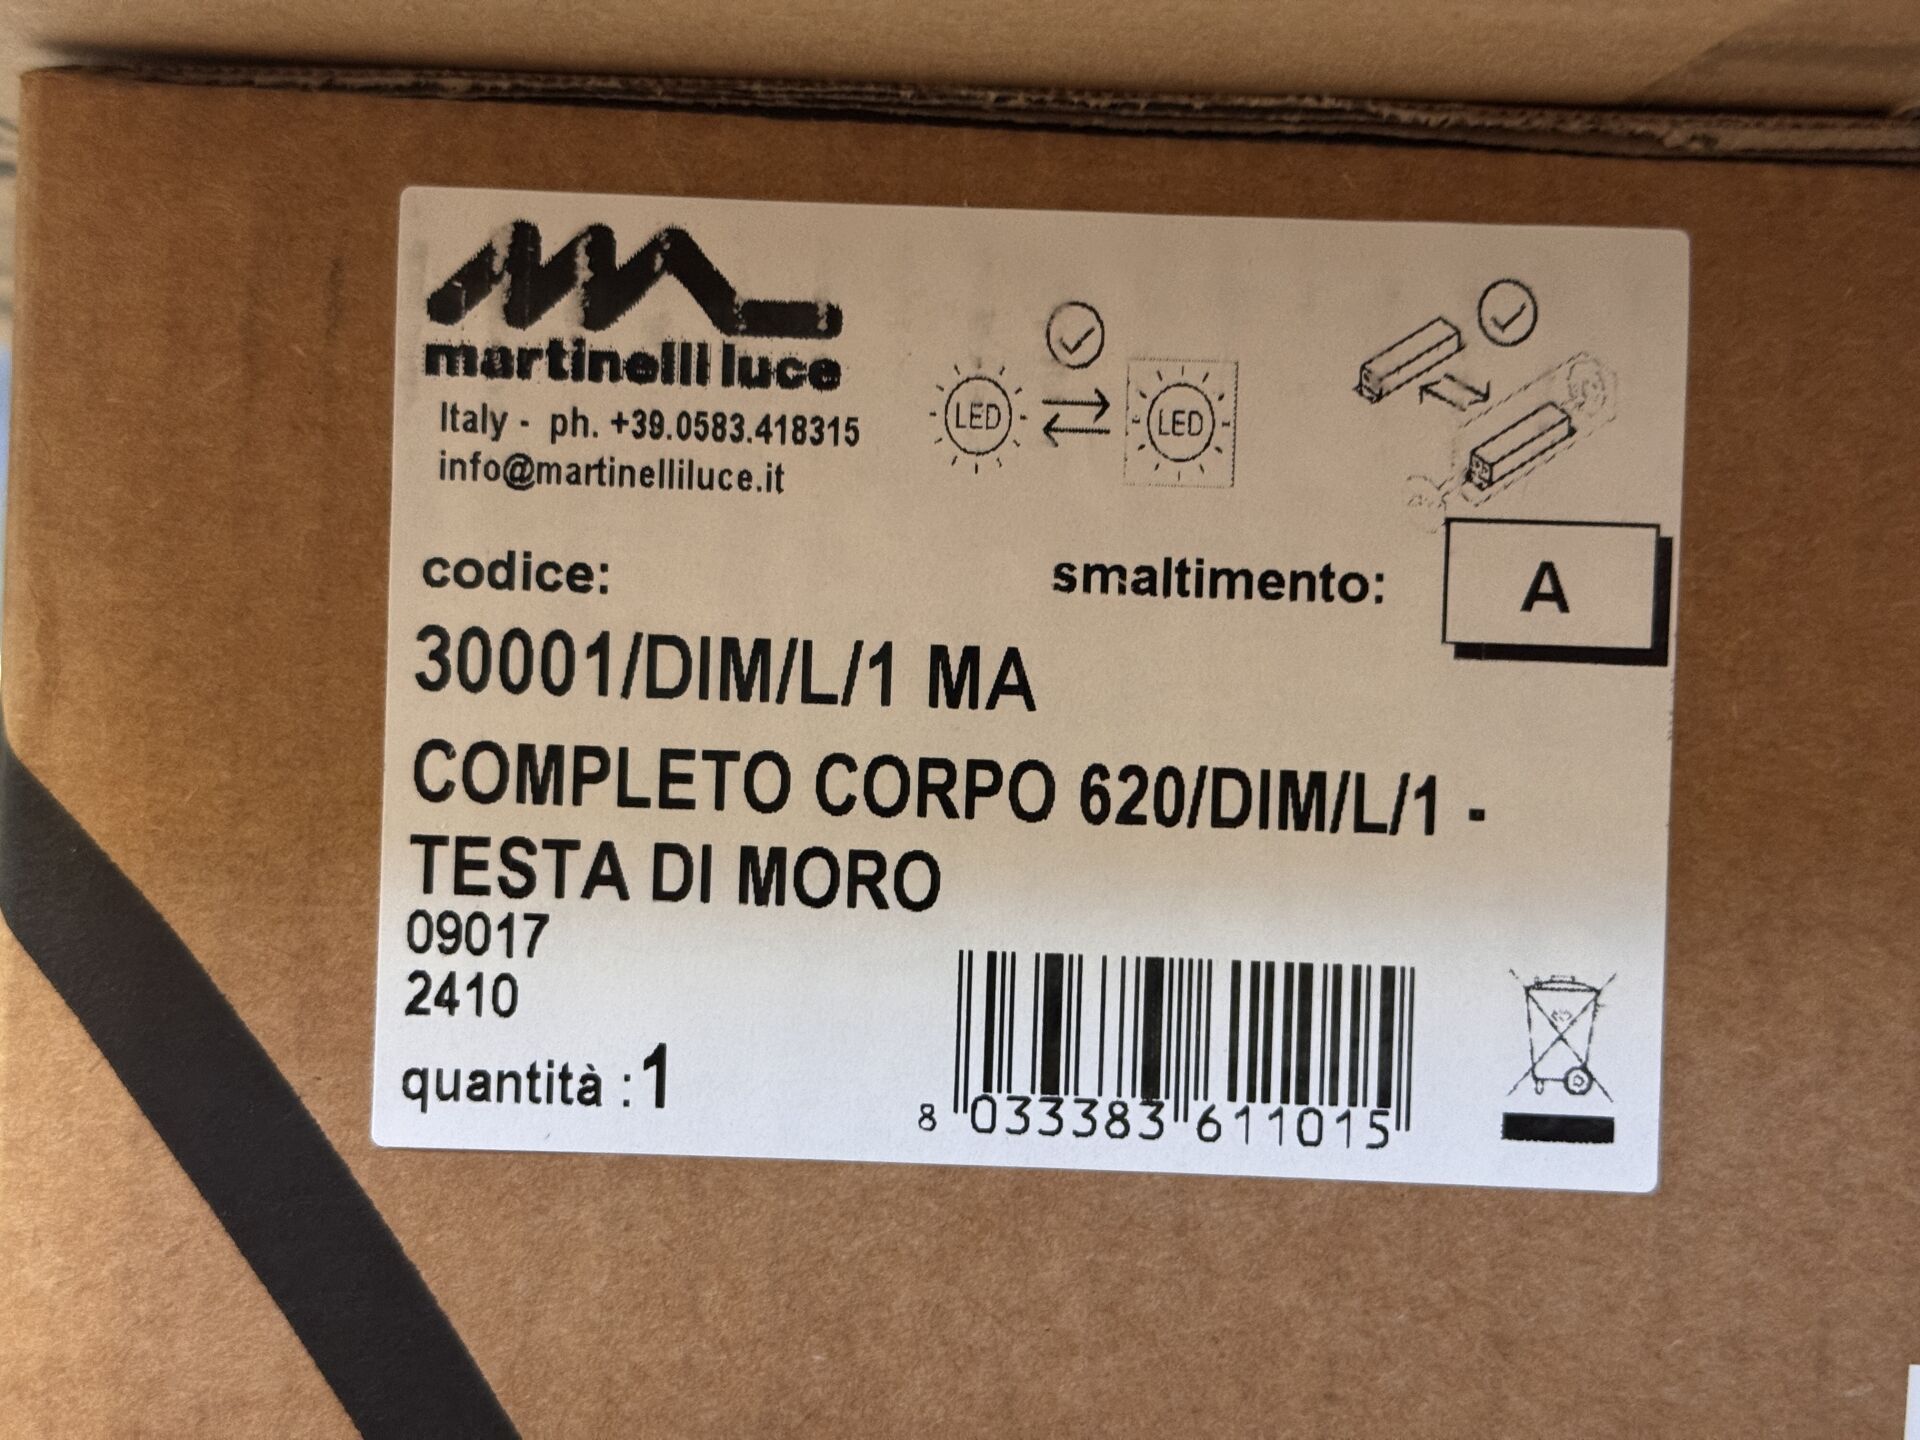 martinelli luce
Italy - ph. +39.0583.418315
info@martinelliluce.it
LED LED
codice: smaltimento: A
30001/DIM/L/1 MA
COMPLETO CORPO 620/DIM/L/1 -
TESTA DI MORO
09017
2410
quantità : 1
8 033383 611015